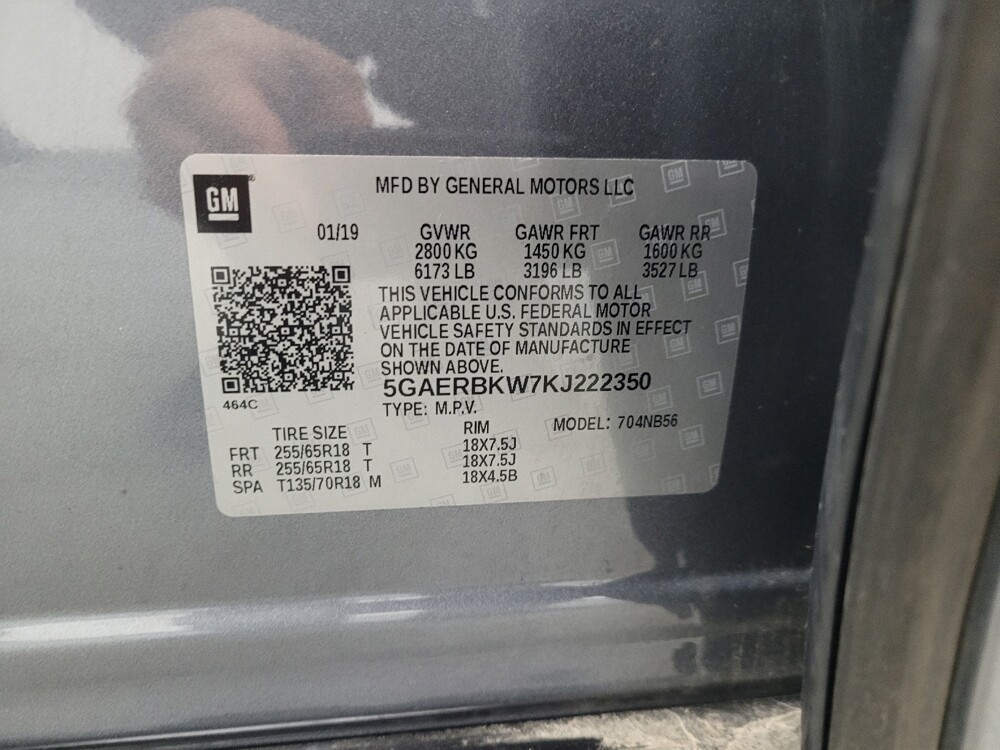 GM
MFD BY GENERAL MOTORS LLC
01/19 GVWR GAWR FRT GAWR RR
2800 KG 1450 KG 1600 KG
6173 LB 3196 LB 3527 LB
THIS VEHICLE CONFORMS TO ALL
APPLICABLE U.S. FEDERAL MOTOR
VEHICLE SAFETY STANDARDS IN EFFECT
ON THE DATE OF MANUFACTURE
SHOWN ABOVE.
5GAERBKW7KJ222350
464C
TYPE: M.P.V.
TIRE SIZE RIM MODEL: 704NB56
FRT 255/65R18 T 18X7.5J
RR 255/65R18 T 18X7.5J
SPA T135/70R18 M 18X4.5B